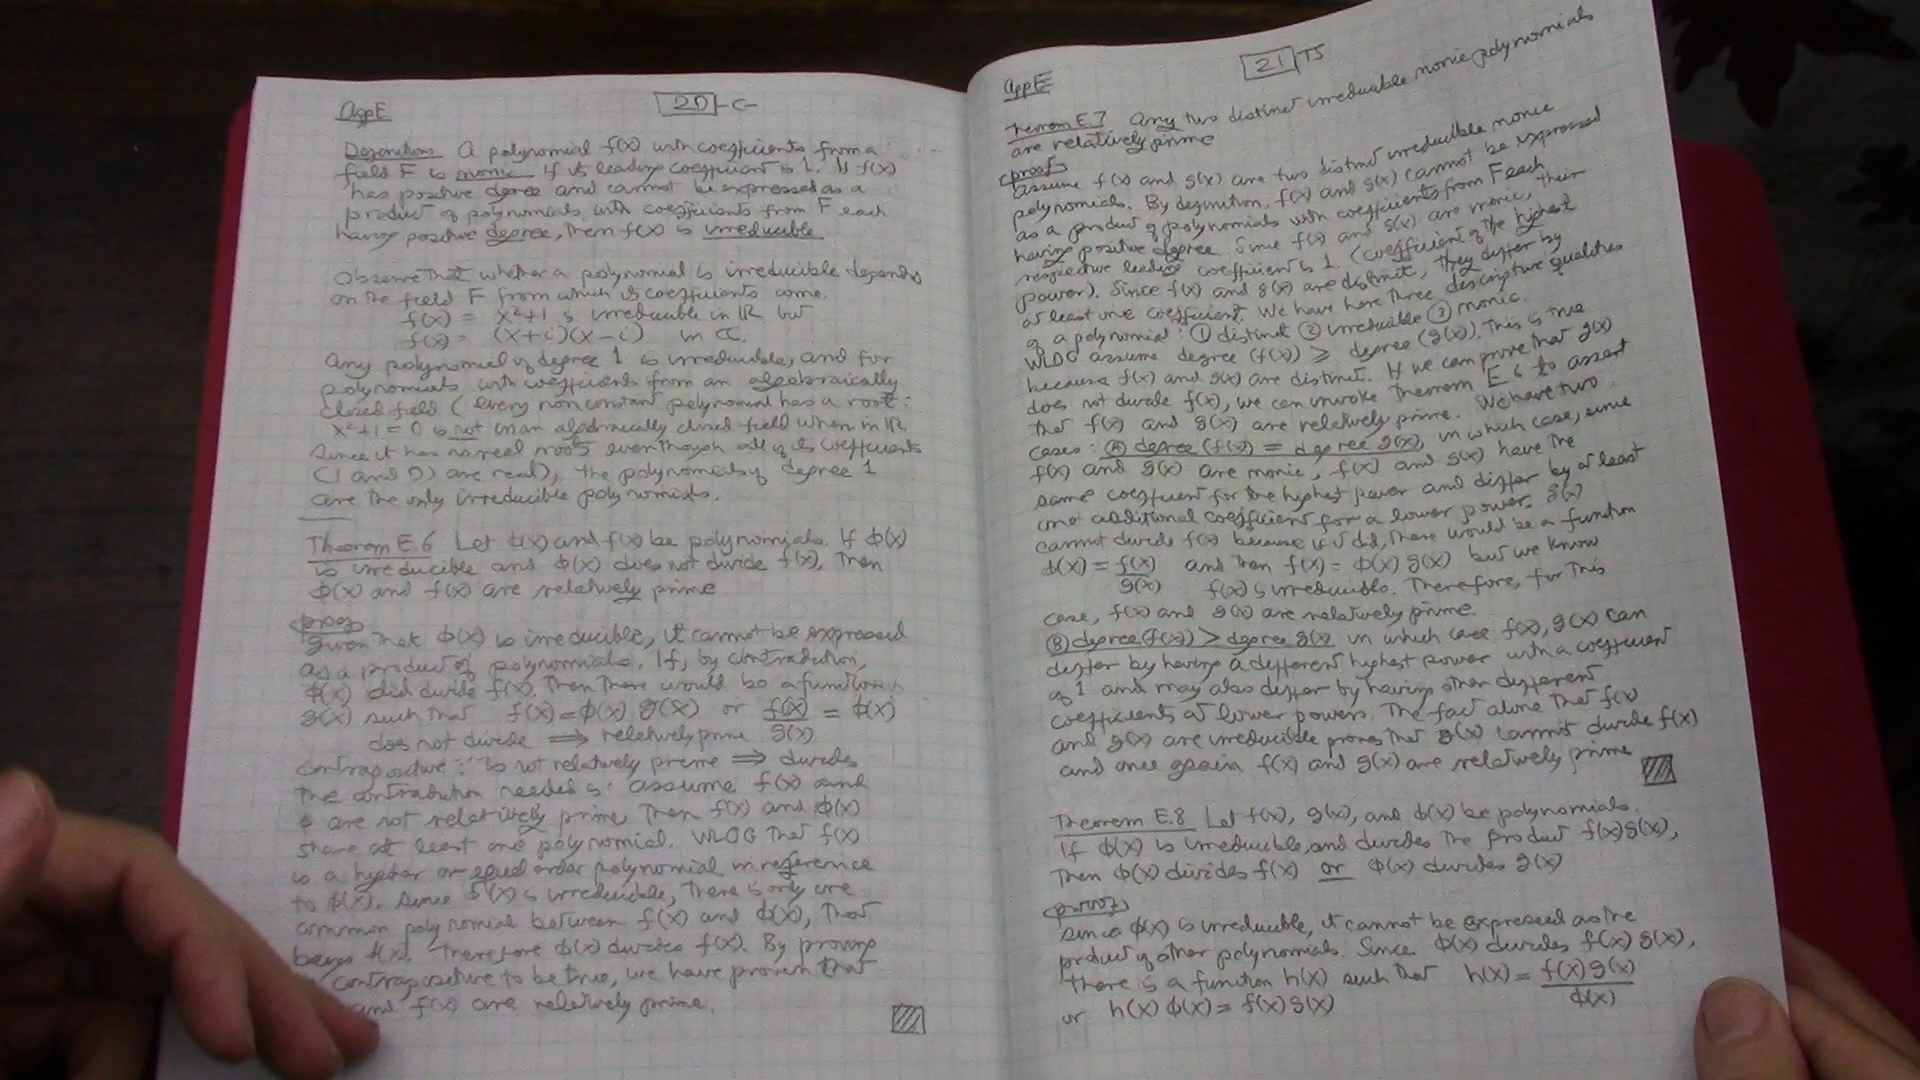 App E
20 -C-
Definitions A polynomial f(x) with coefficients from a
field F is monic if its leading coefficient is 1. If f(x)
has positive degree and cannot be expressed as a
product of polynomials with coefficients from F each
having positive degree, then f(x) is irreducible
Observe that whether a polynomial is irreducible depends
on the field F from which its coefficients come.
f(x) = x²+1 is irreducible in ℝ but
f(x) = (x+i)(x-i) in ℂ.
Any polynomial of degree 1 is irreducible, and for
polynomials with coefficients from an algebraically
closed field (every nonconstant polynomial has a root:
x²+1=0 is not in an algebraically closed field when in ℝ
since it has no real roots even though all of its coefficients
(1 and 0) are real), the polynomials of degree 1
are the only irreducible polynomials.
Theorem E.6 Let ϕ(x) and f(x) be polynomials. If ϕ(x)
is irreducible and ϕ(x) does not divide f(x), then
ϕ(x) and f(x) are relatively prime
proof
Given that ϕ(x) is irreducible, it cannot be expressed
as a product of polynomials. If, by contradiction,
ϕ(x) did divide f(x). Then there would be a function
g(x) such that f(x)=ϕ(x) g(x) or f(x)/g(x) = ϕ(x)
does not divide ⟹ relatively prime
contrapositive: is not relatively prime ⟹ divides
The contradiction needed is: assume f(x) and
ϕ are not relatively prime, Then f(x) and ϕ(x)
share at least one polynomial. WLOG that f(x)
is a higher or equal order polynomial in reference
to ϕ(x). Since is irreducible, there is only one
common polynomial between f(x) and ϕ(x), that
being ϕ(x). Therefore ϕ(x) divides f(x). By proving
contrapositive to be true, we have proven that
and f(x) are relatively prime.
App E
21 TS
Theorem E.7 Any two distinct irreducible monic polynomials
are relatively prime
proof
Assume f(x) and g(x) are two distinct irreducible monic
polynomials. By definition, f(x) and g(x) cannot be expressed
as a product of polynomials with coefficients from F each
having positive degree. Since f(x) and g(x) are monic, their
respective leading coefficient is 1. (coefficient of the highest
power). Since f(x) and g(x) are distinct, they differ by
at least one coefficient. We have here three descriptive qualities
of a polynomial: ① distinct ② irreducible ③ monic.
WLOG assume degree (f(x)) ⩾ degree (g(x)). This is true
because f(x) and g(x) are distinct. If we can prove that g(x)
does not divide f(x), we can invoke Theorem E 6 to assert
that f(x) and g(x) are relatively prime. We have two
cases: Ⓐ degree (f(x)) = degree g(x), in which case, since
f(x) and g(x) are monic, f(x) and g(x) have the
same coefficient for the highest power and differ by at least
one additional coefficient for a lower power. g(x)
cannot divide f(x) because if it did, there would be a function
ϕ(x) = f(x)/g(x) and then f(x) = ϕ(x) g(x) but we know
f(x) is irreducible. Therefore, for this
case, f(x) and g(x) are relatively prime.
Ⓑ degree(f(x)) > degree g(x) in which case f(x), g(x) can
differ by having a different highest power with a coefficient
of 1 and may also differ by having other different
coefficients at lower powers. The fact alone that f(x)
and g(x) are irreducible proves that g(x) cannot divide f(x)
and once again f(x) and g(x) are relatively prime
Theorem E.8 Let f(x), g(x), and ϕ(x) be polynomials.
If ϕ(x) is irreducible, and divides the product f(x)g(x),
Then ϕ(x) divides f(x) or ϕ(x) divides g(x)
proof
Since ϕ(x) is irreducible, it cannot be expressed as the
product of other polynomials. Since ϕ(x) divides f(x)g(x),
there is a function h(x) such that h(x) = f(x)g(x)/ϕ(x)
or h(x) ϕ(x) = f(x)g(x)